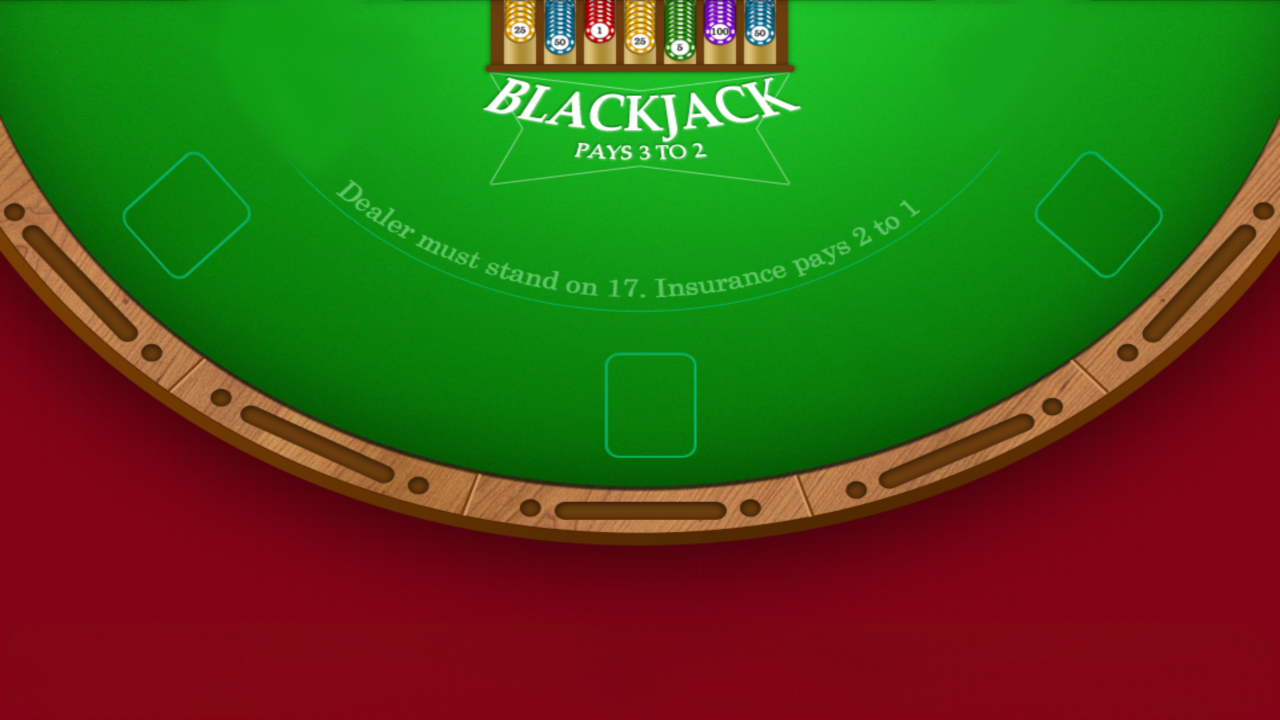 25 50 1 25 5 100 50
BLACKJACK
PAYS 3 TO 2
Dealer must stand on 17. Insurance pays 2 to 1